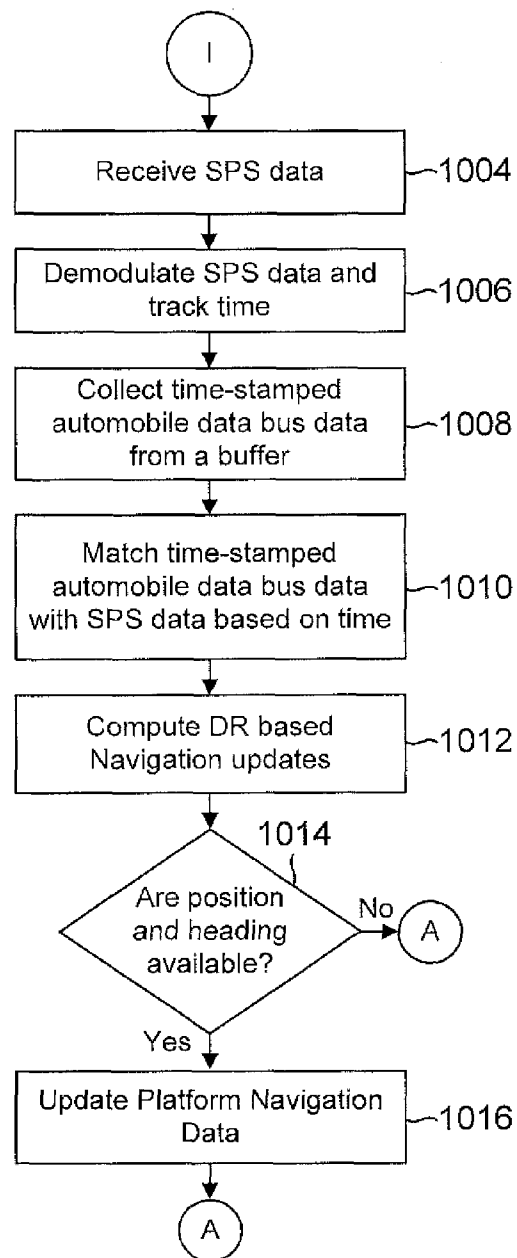 I
Receive SPS data
1004
Demodulate SPS data and
track time
1006
Collect time-stamped
automobile data bus data
from a buffer
1008
Match time-stamped
automobile data bus data
with SPS data based on time
1010
Compute DR based
Navigation updates
1012
1014
Are position
and heading
available?
No
A
Yes
Update Platform Navigation
Data
1016
A